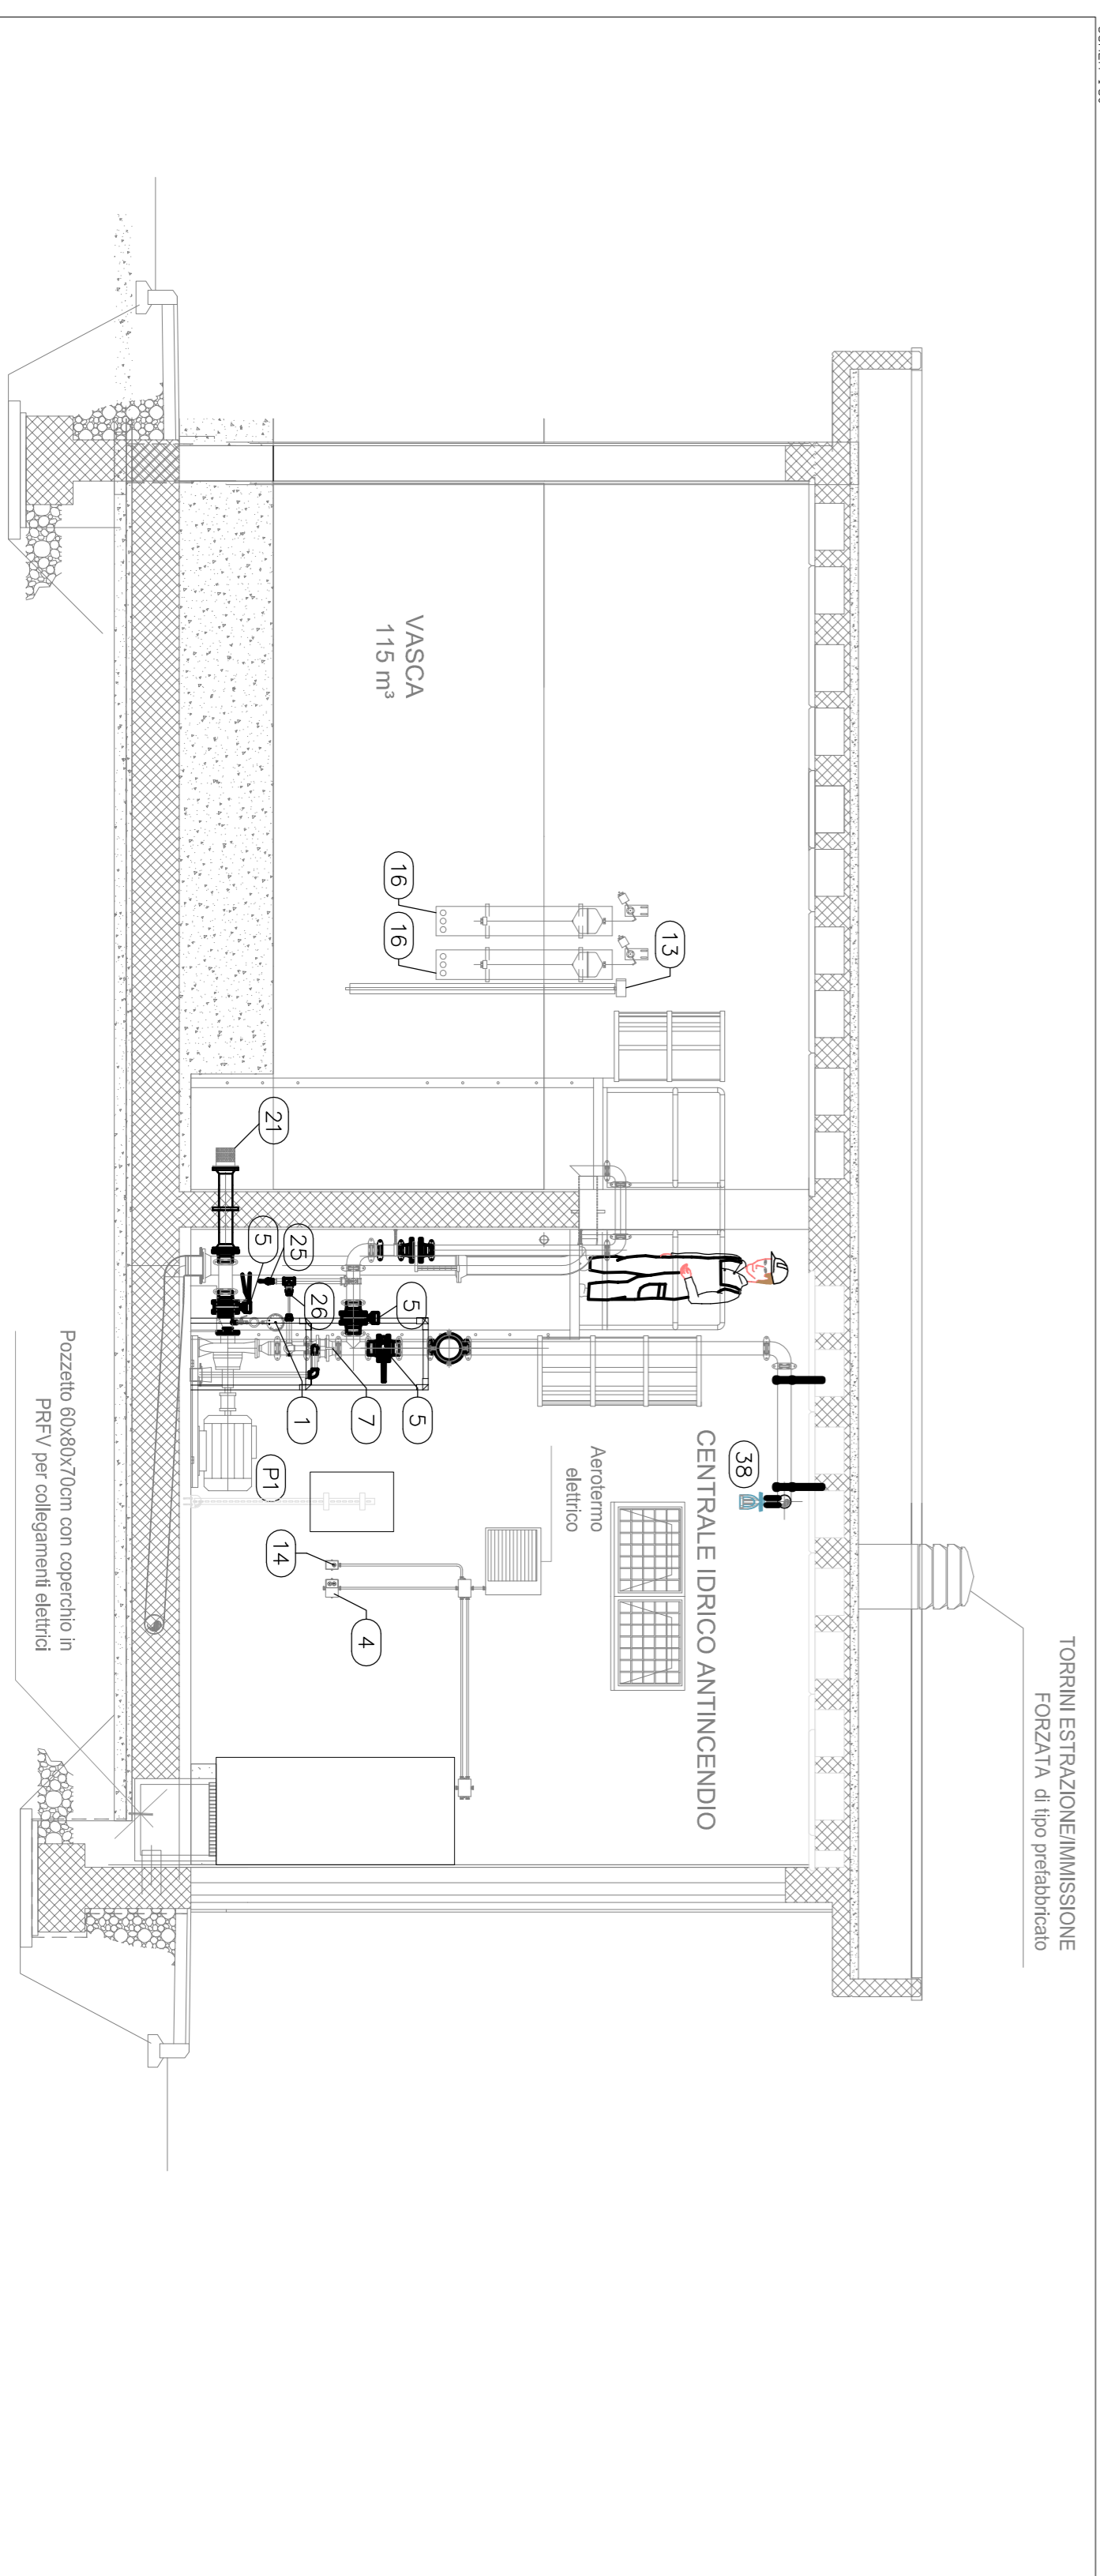 TORRINI ESTRAZIONE/IMMISSIONE
FORZATA di tipo prefabbricato
VASCA
115 m³
16
16
13
38
CENTRALE IDRICO ANTINCENDIO
Aerotermo
elettrico
21
5
25
26
5
1
7
5
P1
14
4
Pozzetto 60x80x70cm con coperchio in
PRFV per collegamenti elettrici